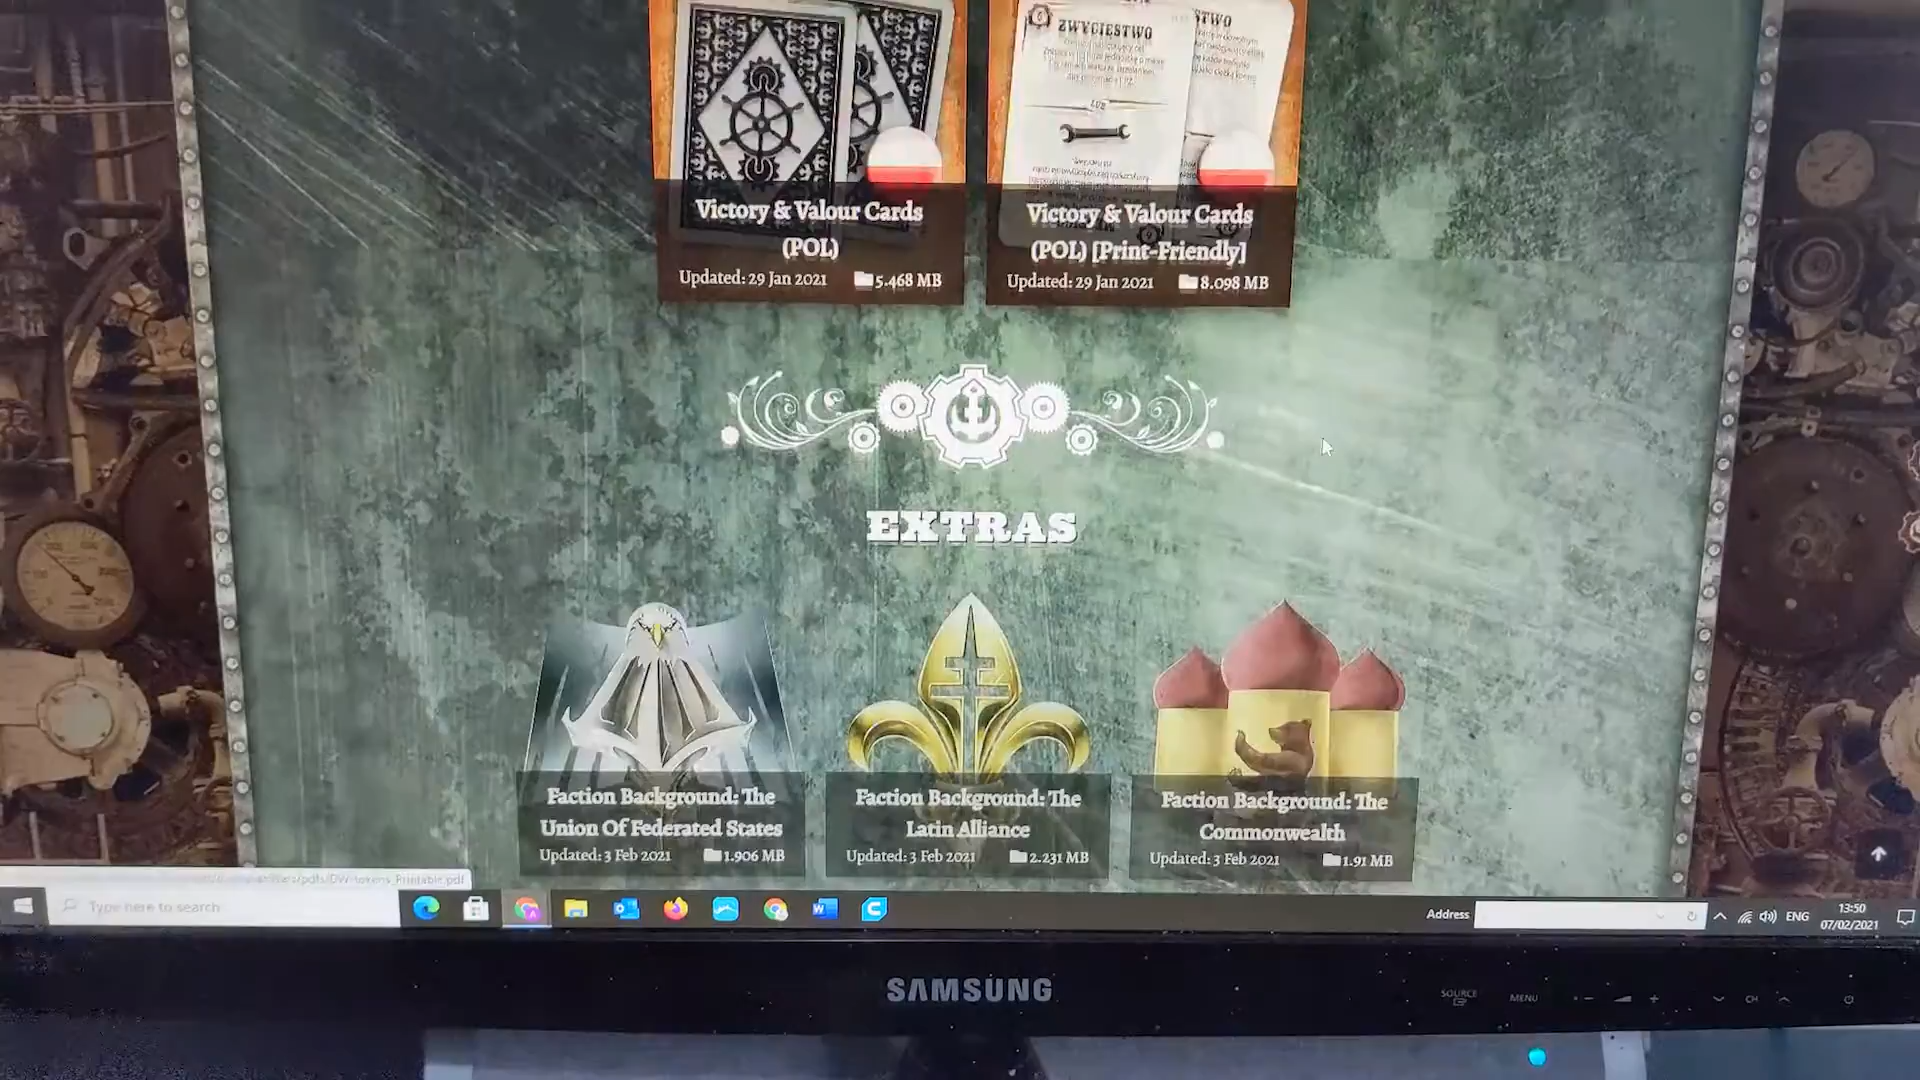 ZWYCIĘSTWO
LUB
Victory & Valour Cards
(POL)
Updated: 29 Jan 2021
5.468 MB
Victory & Valour Cards
(POL) [Print-Friendly]
Updated: 29 Jan 2021
8.098 MB
EXTRAS
Faction Background: The
Union Of Federated States
Updated: 3 Feb 2021
1.906 MB
Faction Background: The
Latin Alliance
Updated: 3 Feb 2021
2.231 MB
Faction Background: The
Commonwealth
Updated: 3 Feb 2021
1.91 MB
Type here to search
Address
ENG
13:50
07/02/2021
SAMSUNG
SOURCE
MENU
- +
CH